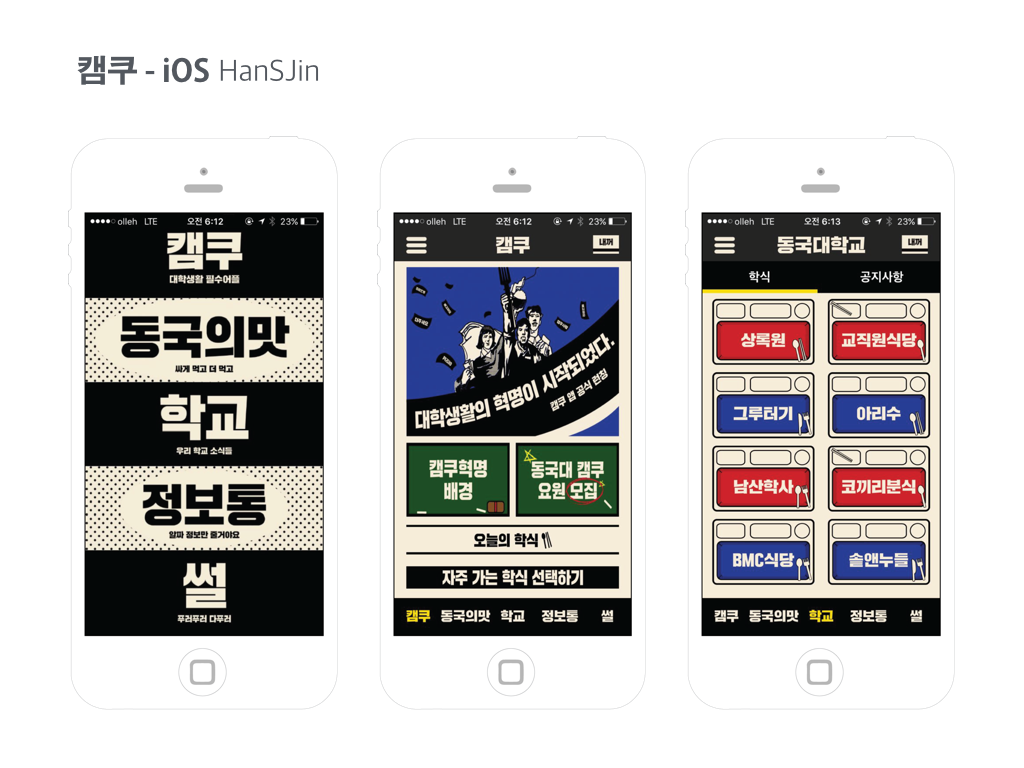 캠쿠 - iOS HanSJin
olleh LTE 오전 6:12 23%
캠쿠
대학생활 필수어플
동국의맛
싸게 먹고 더 먹고
학교
우리 학교 소식들
정보통
알짜 정보만 즐거야요
썰
푸러푸러 다푸러
olleh LTE 오전 6:12 23%
캠쿠 내꺼
대학생활의 혁명이 시작되었다.
캠쿠 앱 공식 런칭
캠쿠혁명
배경
동국대 캠쿠
요원 모집
오늘의 학식
자주 가는 학식 선택하기
캠쿠 동국의맛 학교 정보통 썰
olleh LTE 오전 6:13 23%
동국대학교 내꺼
학식 공지사항
상록원 교직원식당
그루터기 아리수
남산학사 코끼리분식
BMC식당 솥앤누들
캠쿠 동국의맛 학교 정보통 썰